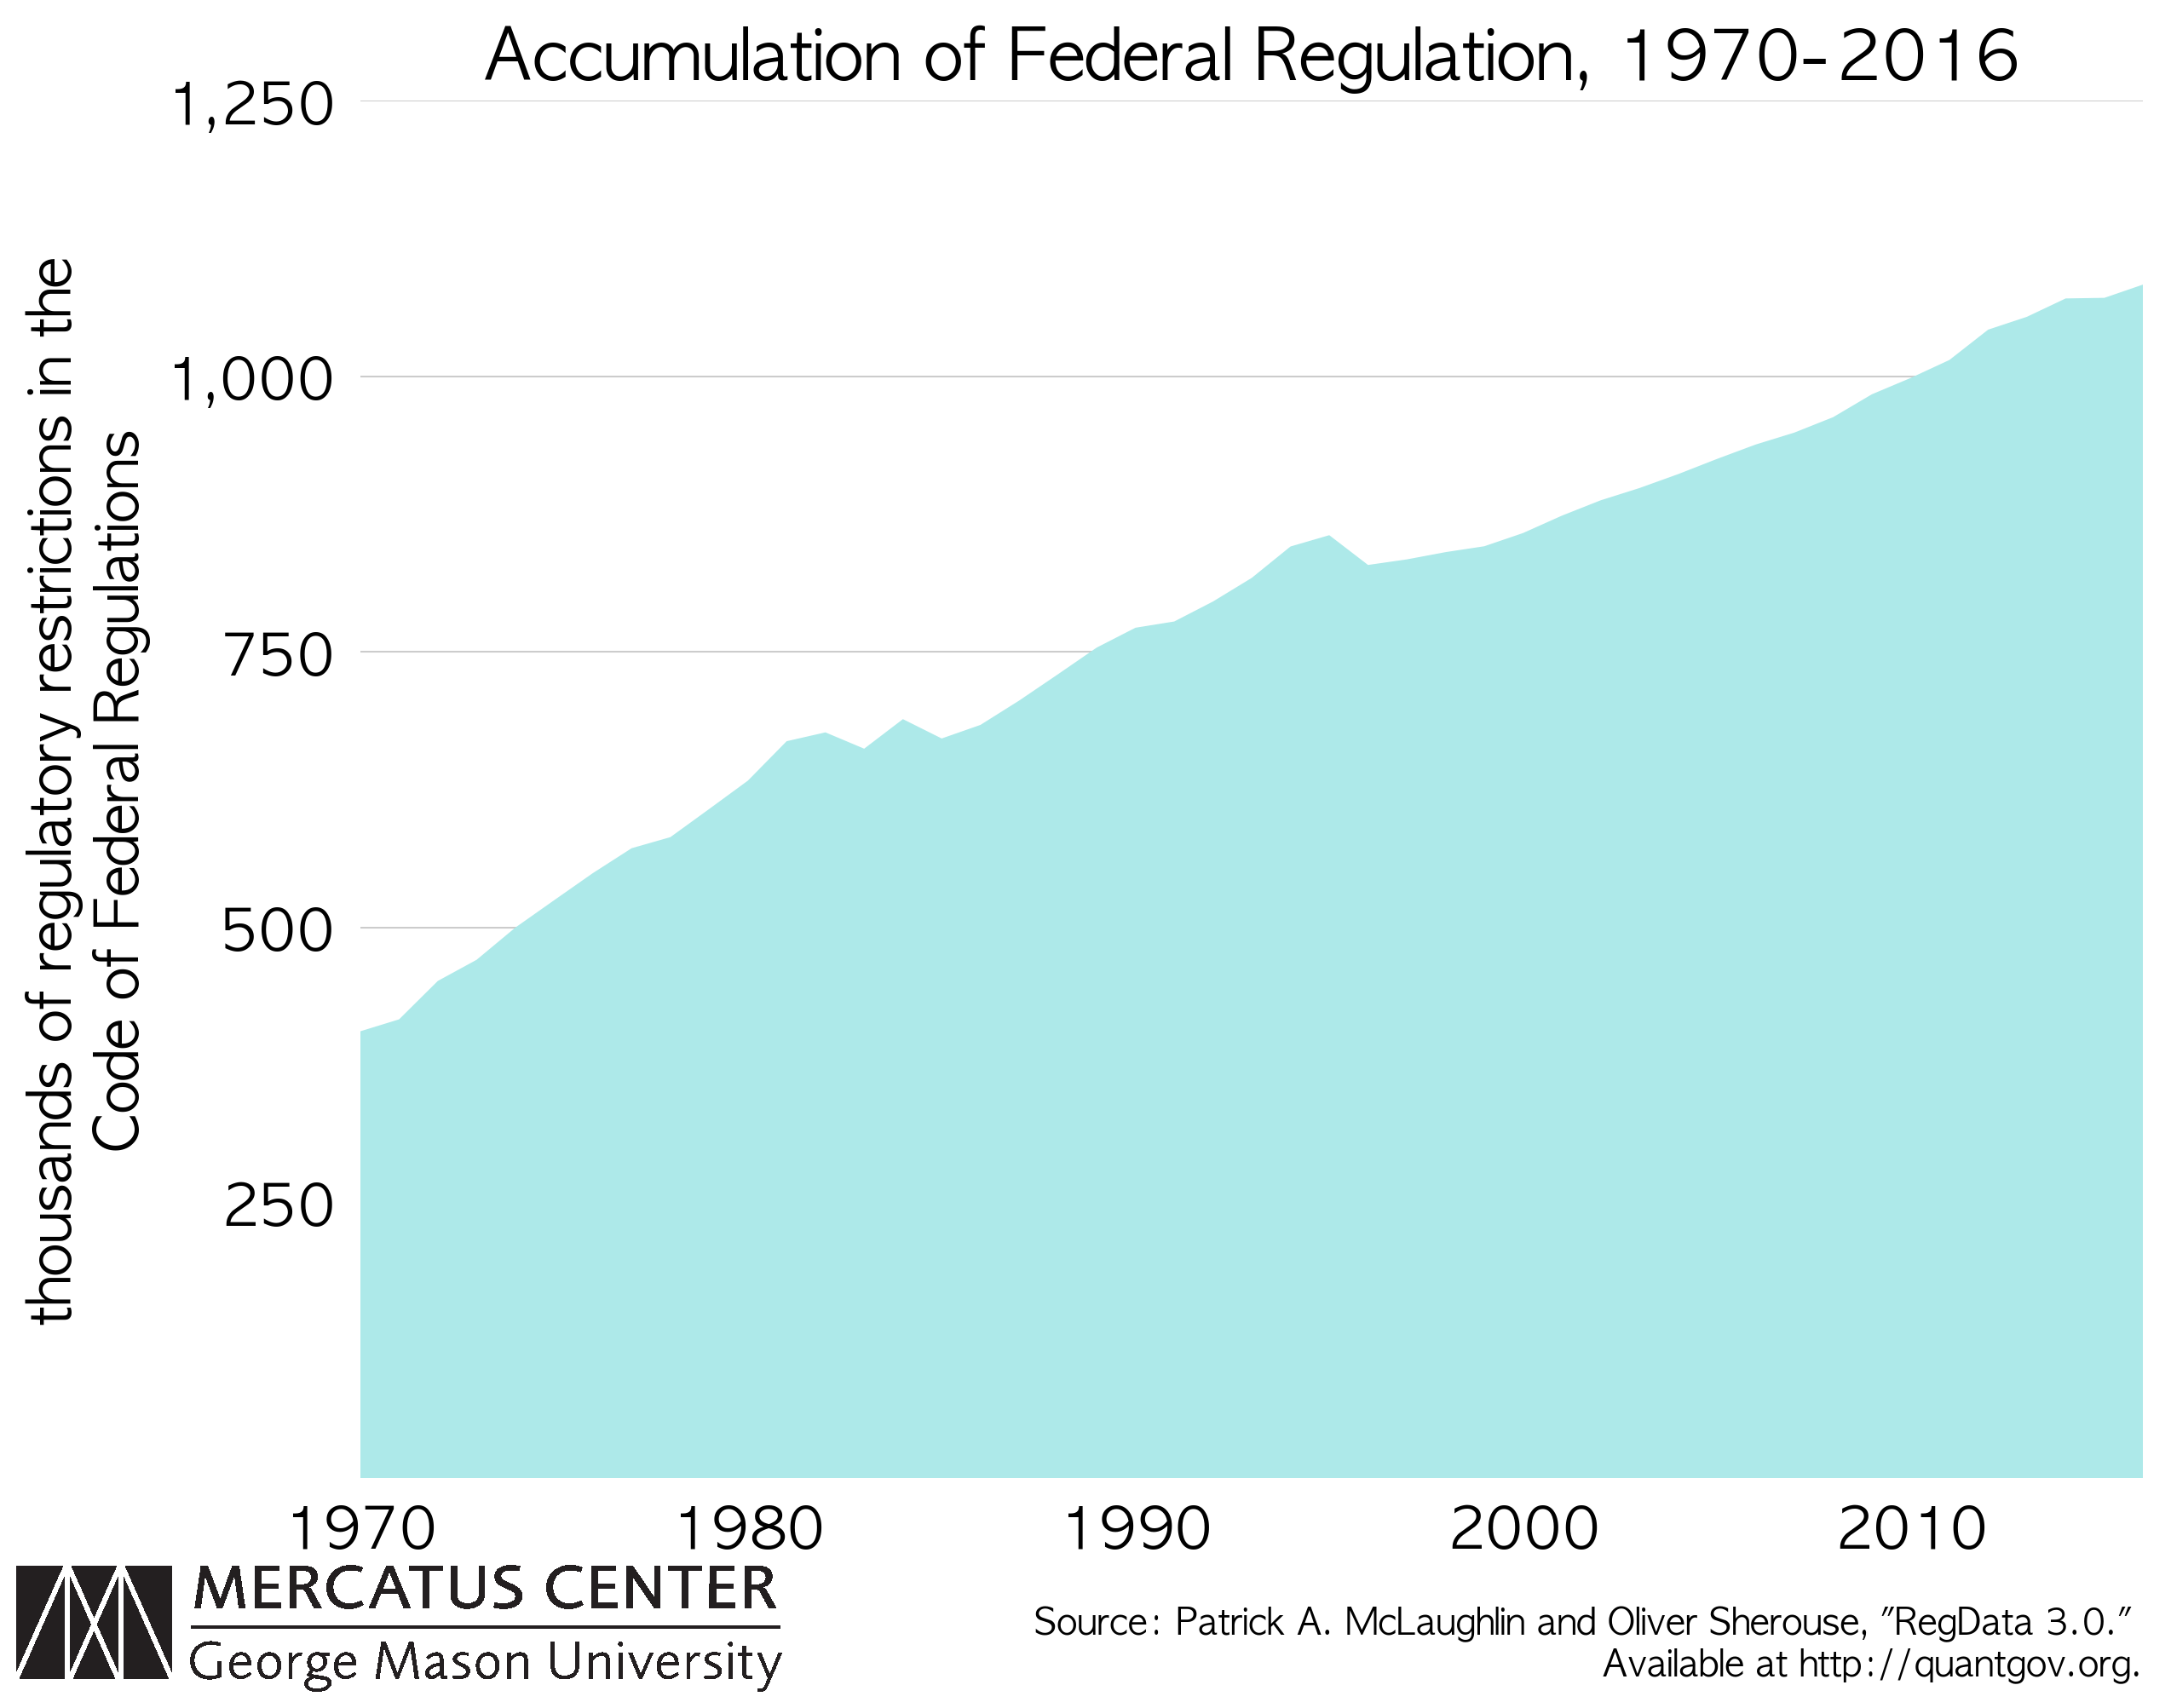 Accumulation of Federal Regulation, 1970-2016
thousands of regulatory restrictions in the
Code of Federal Regulations
1,250
1,000
750
500
250
1970 1980 1990 2000 2010
MERCATUS CENTER
George Mason University
Source: Patrick A. McLaughlin and Oliver Sherouse, "RegData 3.0."
Available at http://quantgov.org.